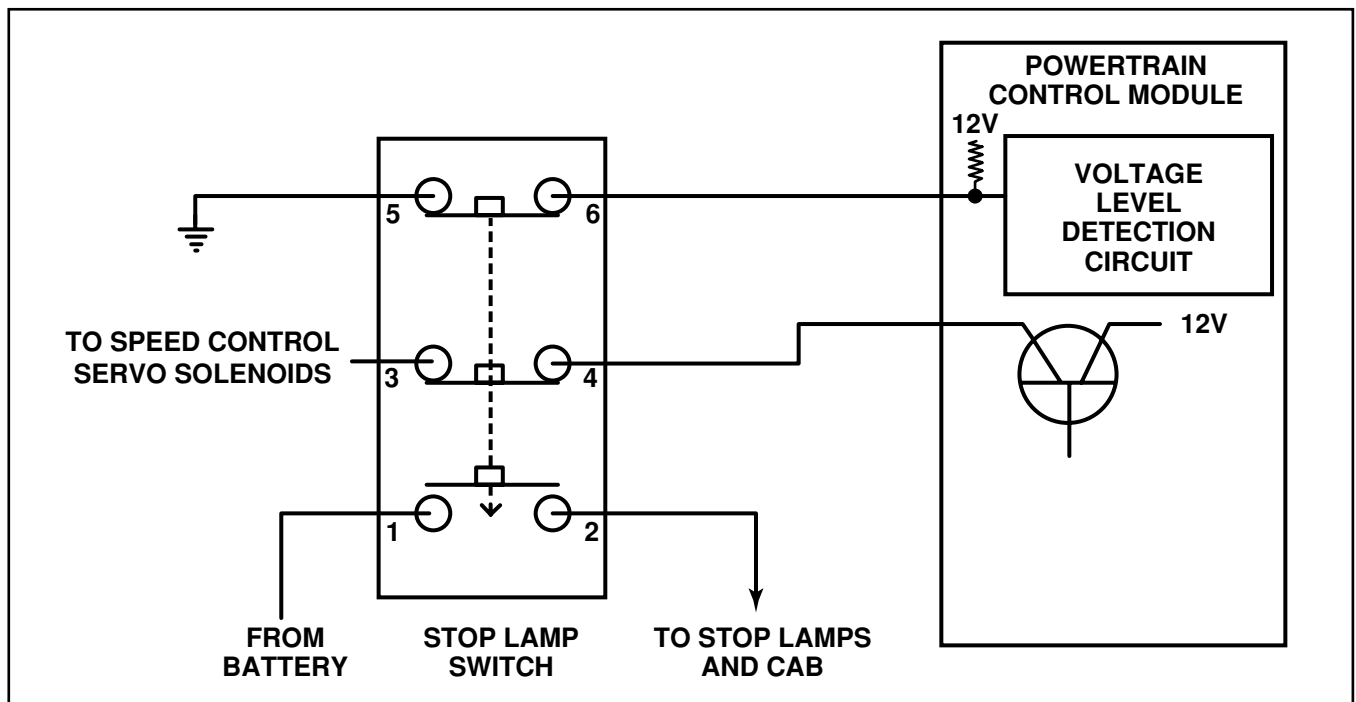 POWERTRAIN
CONTROL MODULE
12V
VOLTAGE
LEVEL
DETECTION
CIRCUIT
5
6
TO SPEED CONTROL
SERVO SOLENOIDS
3
4
12V
1
2
FROM
BATTERY
STOP LAMP
SWITCH
TO STOP LAMPS
AND CAB